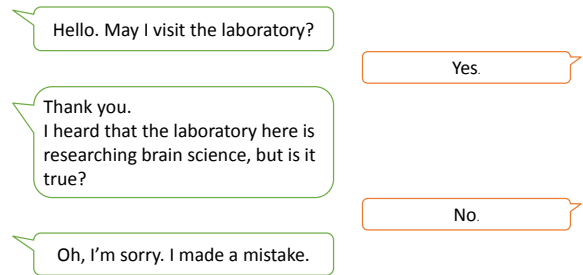 Hello. May I visit the laboratory?
Yes.
Thank you.
I heard that the laboratory here is
researching brain science, but is it
true?
No.
Oh, I’m sorry. I made a mistake.